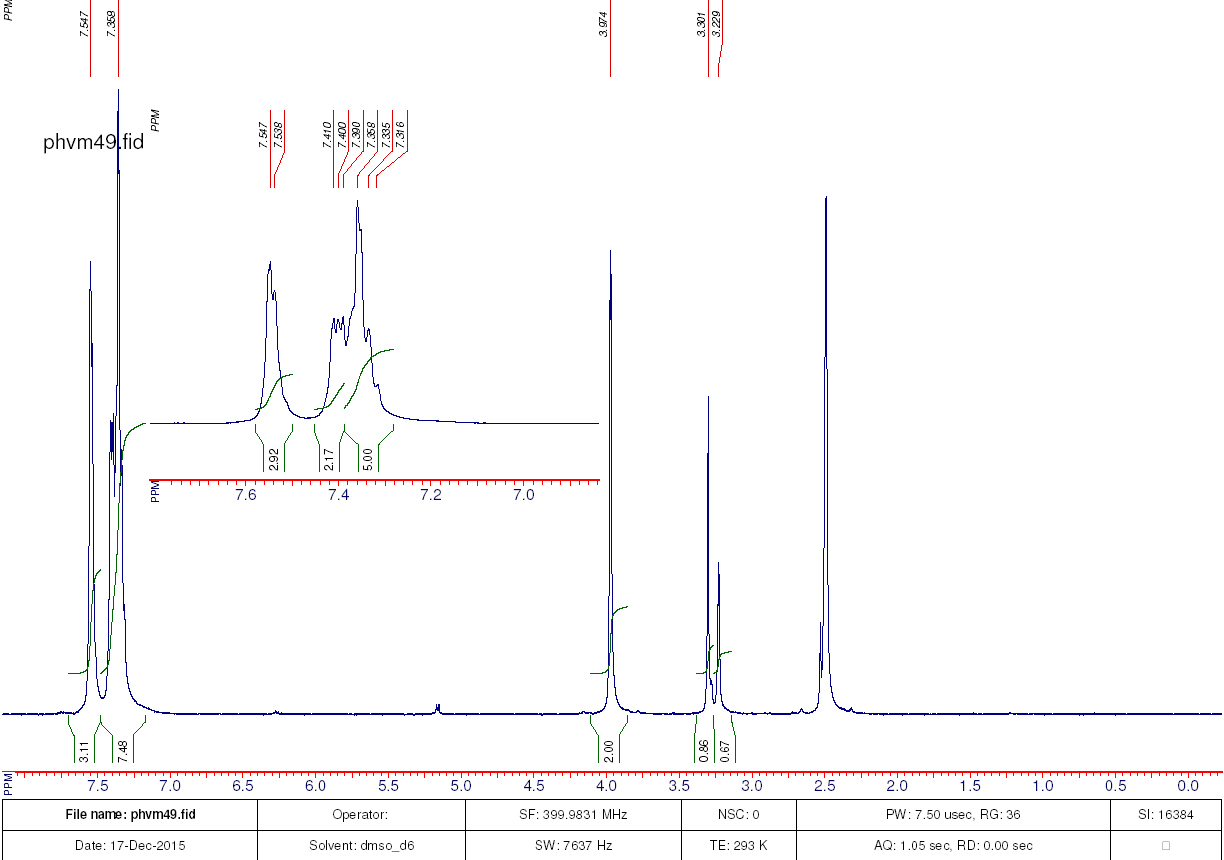 PPM 7.547 7.358 3.974 3.301 3.229
phvm49.fid
PPM 7.547 7.538 7.410 7.400 7.390 7.358 7.335 7.316
2.92 2.17 5.00
PPM 7.6 7.4 7.2 7.0
3.11 7.48 2.00 0.86 0.67
PPM 7.5 7.0 6.5 6.0 5.5 5.0 4.5 4.0 3.5 3.0 2.5 2.0 1.5 1.0 0.5 0.0
File name: phvm49.fid Operator: SF: 399.9831 MHz NSC: 0 PW: 7.50 usec, RG: 36 SI: 16384
Date: 17-Dec-2015 Solvent: dmso_d6 SW: 7637 Hz TE: 293 K AQ: 1.05 sec, RD: 0.00 sec